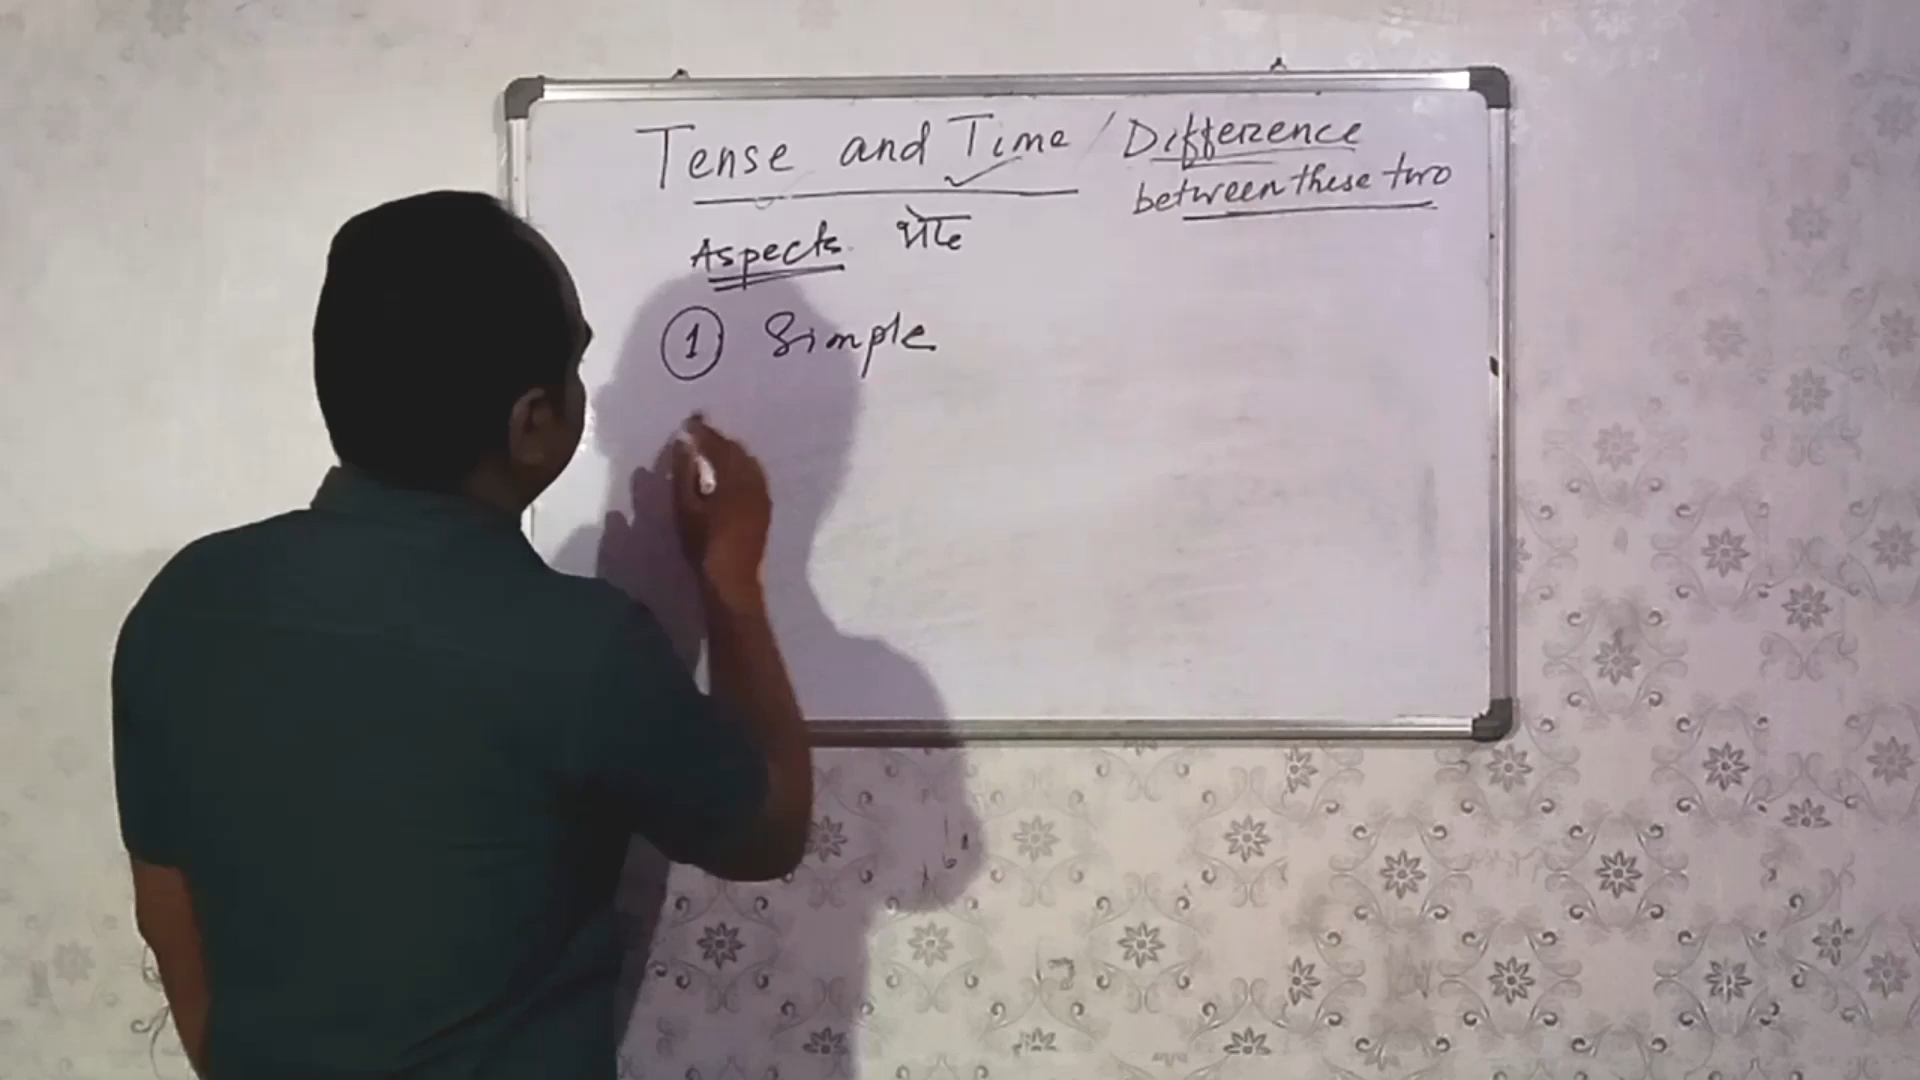 Tense and Time / Difference
between these two
Aspects भेद
1 Simple